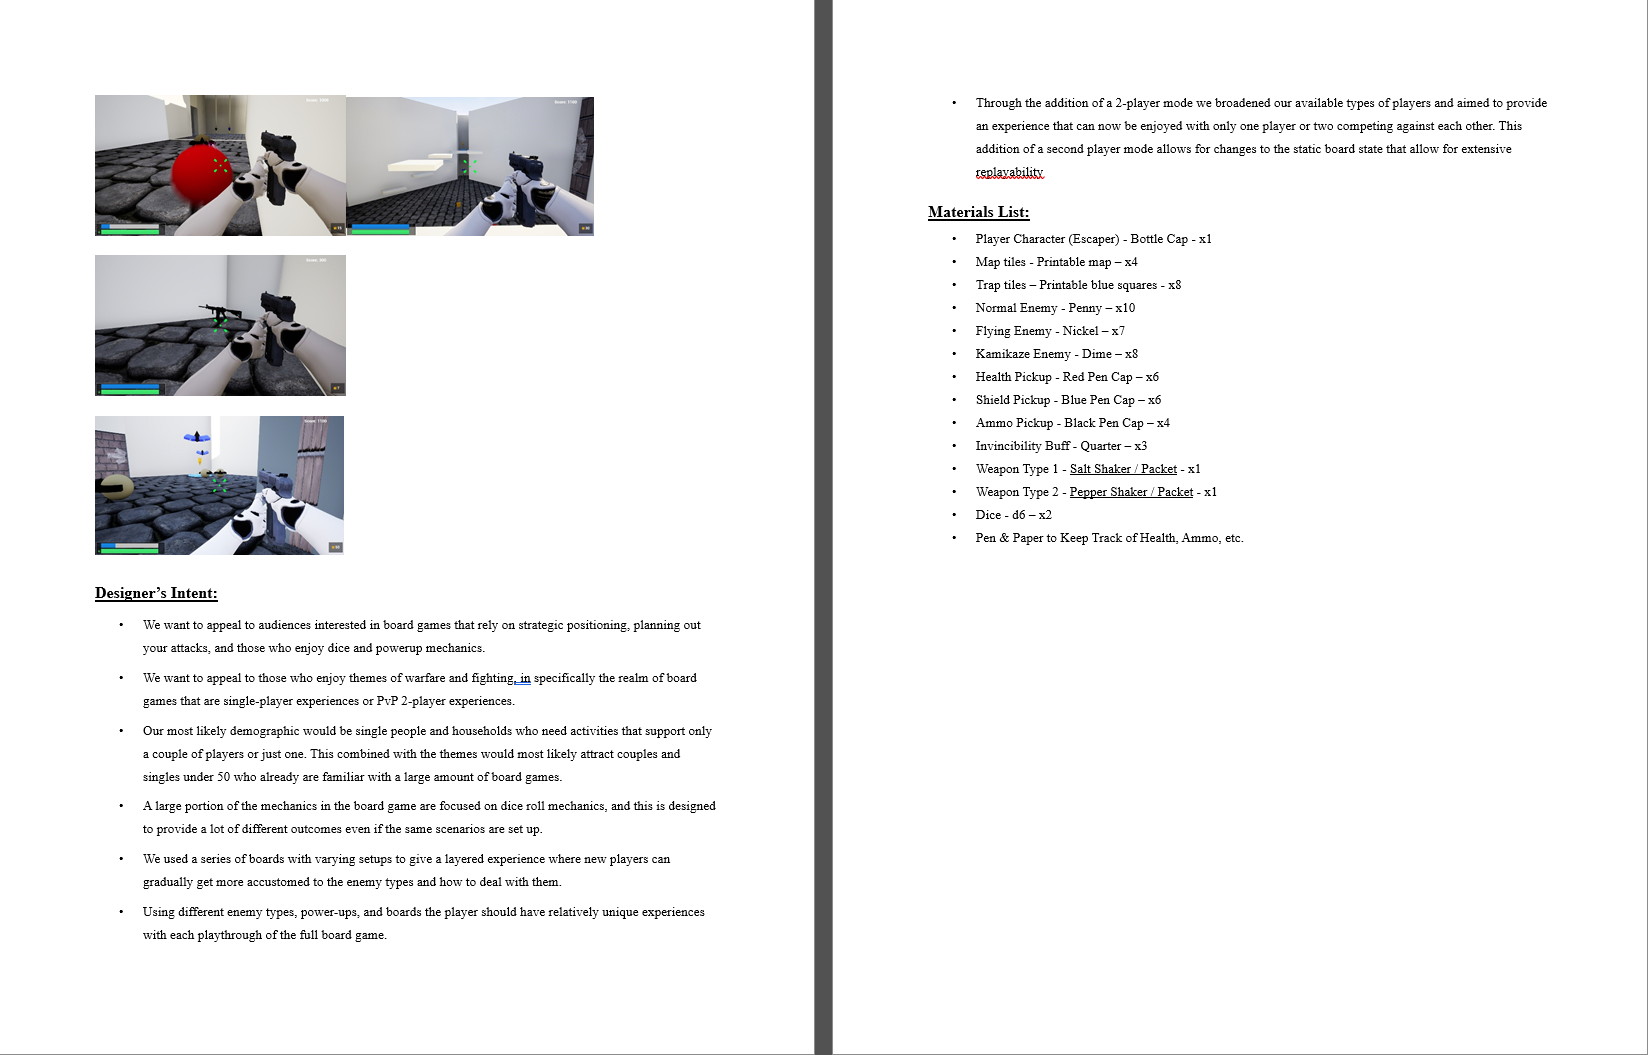 Designer’s Intent:
• We want to appeal to audiences interested in board games that rely on strategic positioning, planning out
your attacks, and those who enjoy dice and powerup mechanics.
• We want to appeal to those who enjoy themes of warfare and fighting, in specifically the realm of board
games that are single-player experiences or PvP 2-player experiences.
• Our most likely demographic would be single people and households who need activities that support only
a couple of players or just one. This combined with the themes would most likely attract couples and
singles under 50 who already are familiar with a large amount of board games.
• A large portion of the mechanics in the board game are focused on dice roll mechanics, and this is designed
to provide a lot of different outcomes even if the same scenarios are set up.
• We used a series of boards with varying setups to give a layered experience where new players can
gradually get more accustomed to the enemy types and how to deal with them.
• Using different enemy types, power-ups, and boards the player should have relatively unique experiences
with each playthrough of the full board game.
• Through the addition of a 2-player mode we broadened our available types of players and aimed to provide
an experience that can now be enjoyed with only one player or two competing against each other. This
addition of a second player mode allows for changes to the static board state that allow for extensive
replayability
Materials List:
• Player Character (Escaper) - Bottle Cap - x1
• Map tiles - Printable map – x4
• Trap tiles – Printable blue squares - x8
• Normal Enemy - Penny – x10
• Flying Enemy - Nickel – x7
• Kamikaze Enemy - Dime – x8
• Health Pickup - Red Pen Cap – x6
• Shield Pickup - Blue Pen Cap – x6
• Ammo Pickup - Black Pen Cap – x4
• Invincibility Buff - Quarter – x3
• Weapon Type 1 - Salt Shaker / Packet - x1
• Weapon Type 2 - Pepper Shaker / Packet - x1
• Dice - d6 – x2
• Pen & Paper to Keep Track of Health, Ammo, etc.